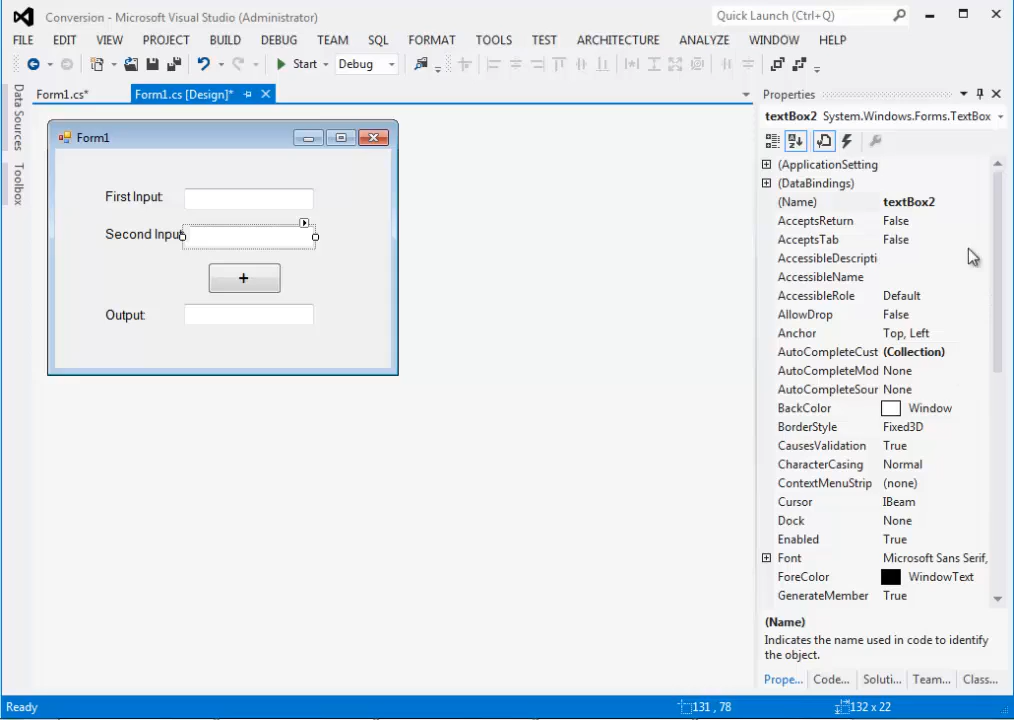 Conversion - Microsoft Visual Studio (Administrator)
Quick Launch (Ctrl+Q)
FILE EDIT VIEW PROJECT BUILD DEBUG TEAM SQL FORMAT TOOLS TEST ARCHITECTURE ANALYZE WINDOW HELP
Start Debug
Form1.cs* Form1.cs [Design]*
Data Sources
Toolbox
Form1
First Input:
Second Input
+
Output:
Properties
textBox2 System.Windows.Forms.TextBox
(ApplicationSetting
(DataBindings)
(Name) textBox2
AcceptsReturn False
AcceptsTab False
AccessibleDescripti
AccessibleName
AccessibleRole Default
AllowDrop False
Anchor Top, Left
AutoCompleteCust (Collection)
AutoCompleteMod None
AutoCompleteSour None
BackColor Window
BorderStyle Fixed3D
CausesValidation True
CharacterCasing Normal
ContextMenuStrip (none)
Cursor IBeam
Dock None
Enabled True
Font Microsoft Sans Serif,
ForeColor WindowText
GenerateMember True
(Name)
Indicates the name used in code to identify
the object.
Prope... Code... Soluti... Team... Class...
Ready 131 , 78 132 x 22